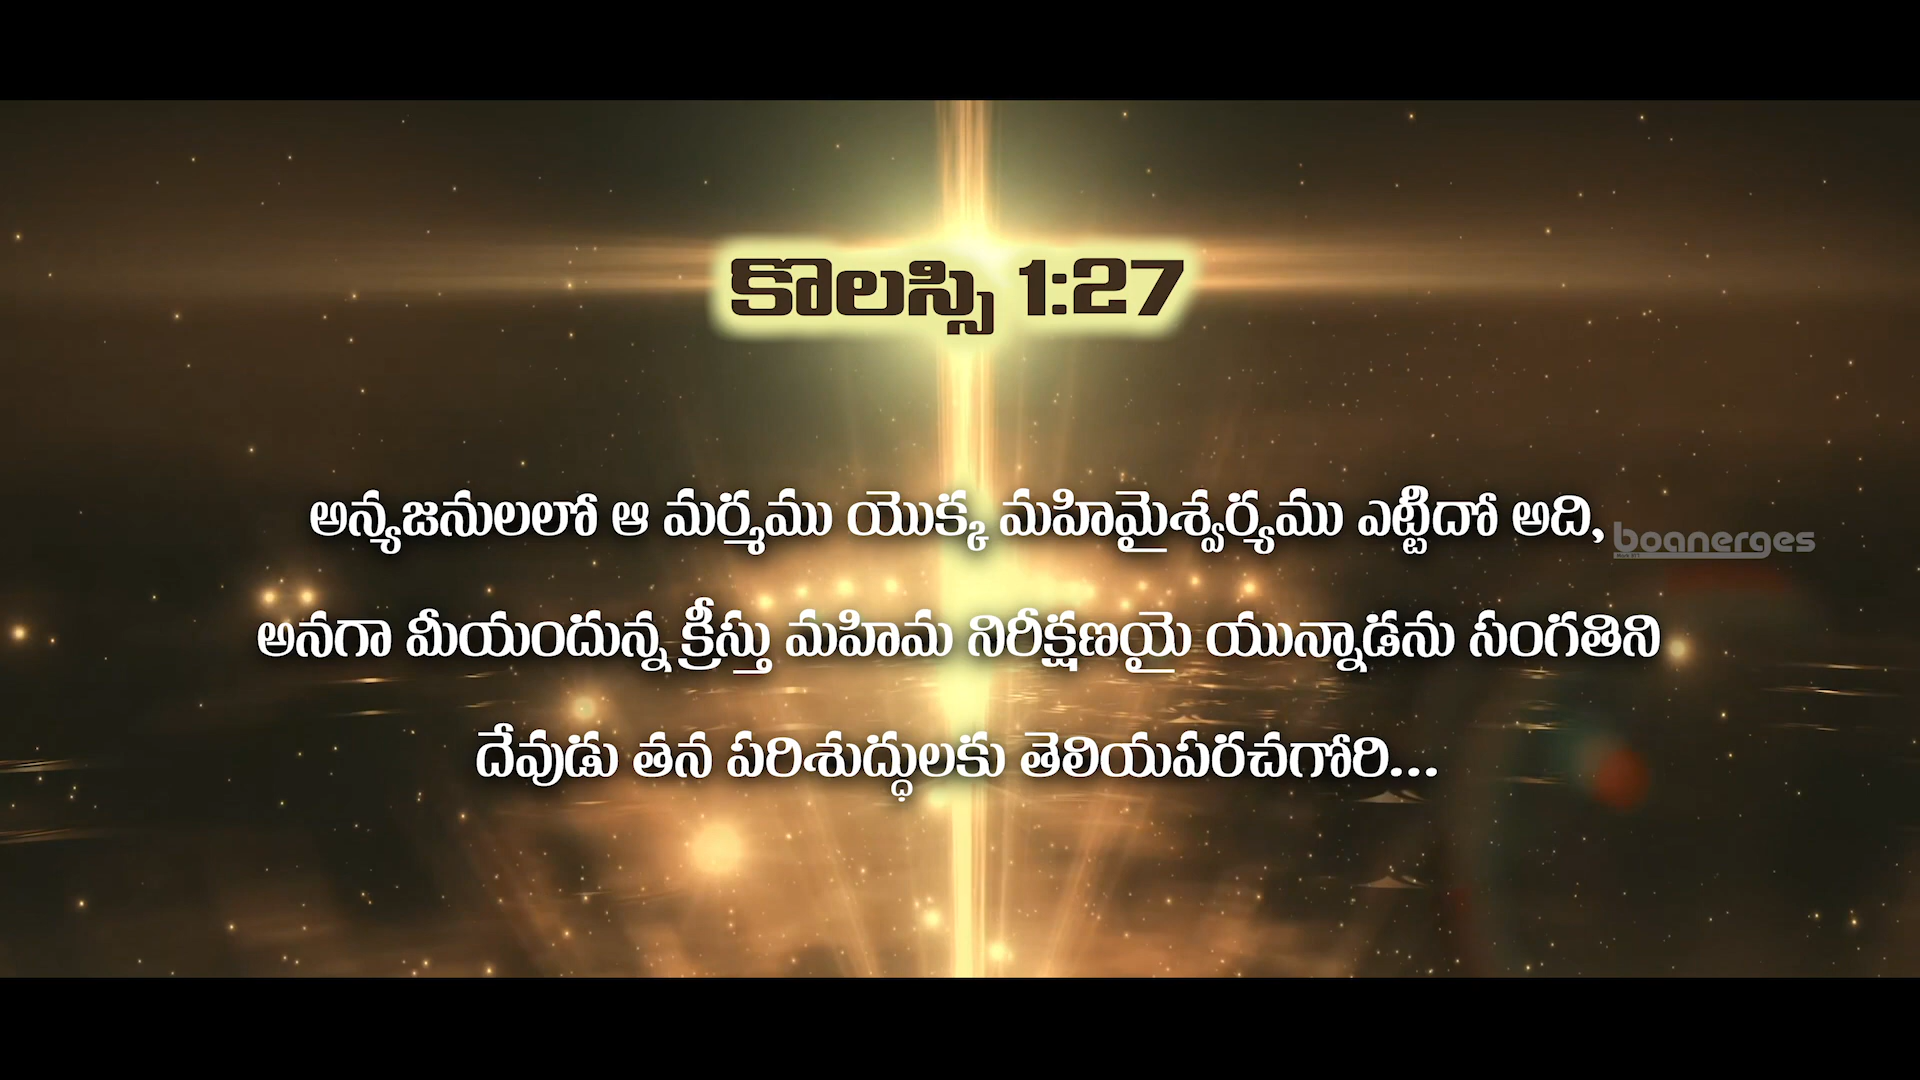 కొలస్సి 1:27
అన్యజనులలో ఆ మర్మము యొక్క మహిమైశ్వర్యము ఎట్టిదో అది,
boanerges
అనగా మీయందున్న క్రీస్తు మహిమ నిరీక్షణయై యున్నాడను సంగతిని
దేవుడు తన పరిశుద్ధులకు తెలియపరచగోరి...